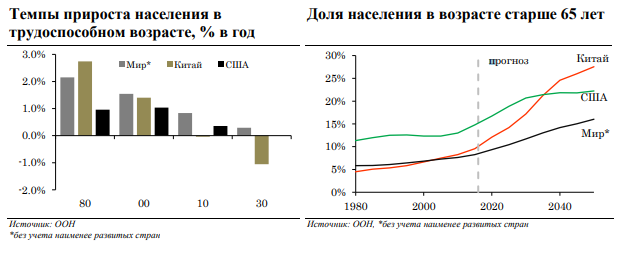 Темпы прироста населения в
трудоспособном возрасте, % в год
3.0%
2.0%
1.0%
0.0%
-1.0%
-2.0%
Мир*
Китай
США
80
00
10
30
Источник: ООН
*без учета наименее развитых стран
Доля населения в возрасте старше 65 лет
30%
25%
20%
15%
10%
5%
0%
прогноз
Китай
США
Мир*
1980
2000
2020
2040
Источник: ООН, *без учета наименее развитых стран